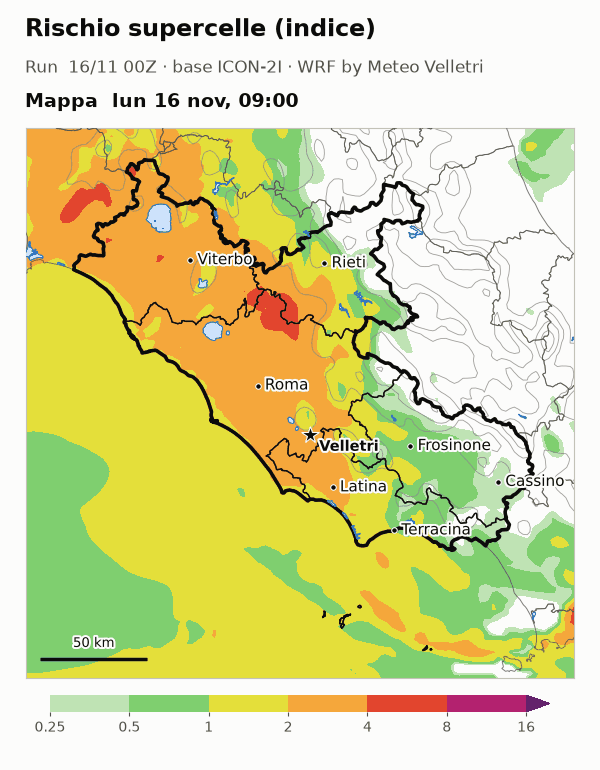 Rischio supercelle (indice)
Run 16/11 00Z · base ICON-2I · WRF by Meteo Velletri
Mappa lun 16 nov, 09:00
Viterbo
Rieti
Roma
Velletri
Frosinone
Latina
Cassino
Terracina
50 km
0.25 0.5 1 2 4 8 16